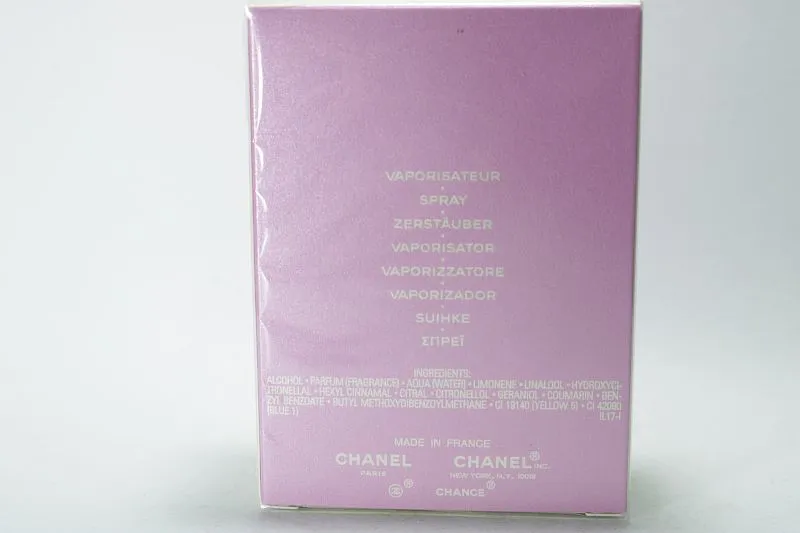 VAPORISATEUR
SPRAY
ZERSTÄUBER
VAPORISATOR
VAPORIZZATORE
VAPORIZADOR
SUIHKE
ΣΠΡΕΪ
INGREDIENTS:
ALCOHOL • PARFUM (FRAGRANCE) • AQUA (WATER) • LIMONENE • LINALOOL • HYDROXYCI-
TRONELLAL • HEXYL CINNAMAL • CITRAL • CITRONELLOL • GERANIOL • COUMARIN • BEN-
ZYL BENZOATE • BUTYL METHOXYDIBENZOYLMETHANE • CI 19140 (YELLOW 5) • CI 42090
(BLUE 1) IL17-I
MADE IN FRANCE
CHANEL CHANEL® INC.
PARIS NEW YORK, N.Y. 10019
® CHANCE®